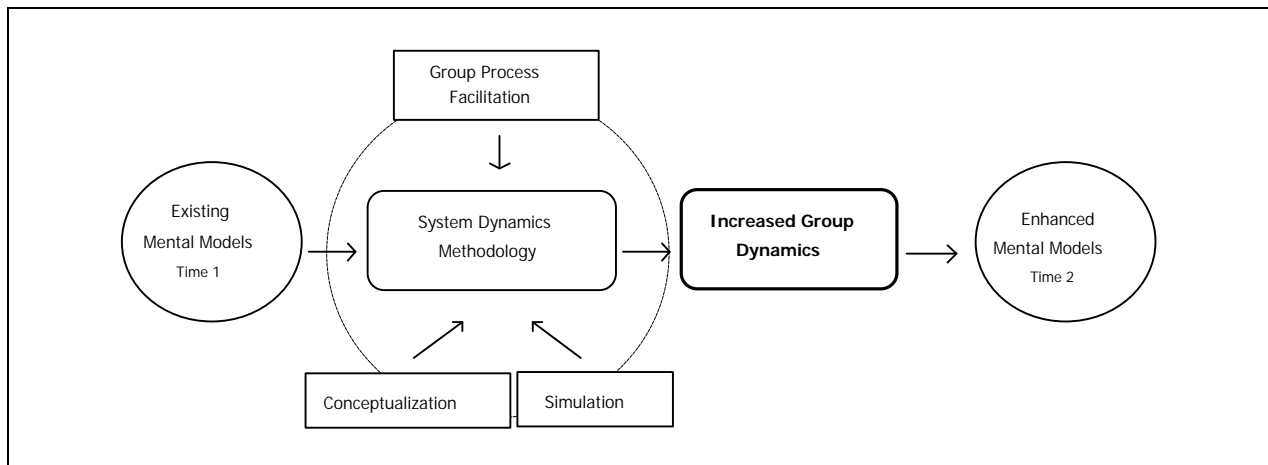 Group Process
Facilitation
Existing
Mental Models
Time 1
System Dynamics
Methodology
Increased Group
Dynamics
Enhanced
Mental Models
Time 2
Conceptualization
Simulation